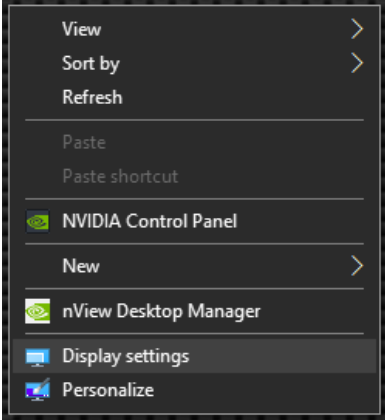 View
Sort by
Refresh
Paste
Paste shortcut
NVIDIA Control Panel
New
nView Desktop Manager
Display settings
Personalize